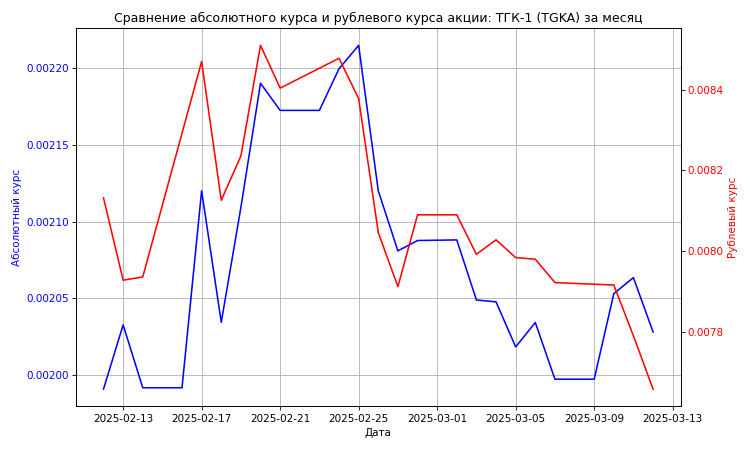 Сравнение абсолютного курса и рублевого курса акции: ТГК-1 (TGKA) за месяц
Абсолютный курс
0.00220
0.00215
0.00210
0.00205
0.00200
0.0084
0.0082
0.0080
0.0078
Рублевый курс
2025-02-13 2025-02-17 2025-02-21 2025-02-25 2025-03-01 2025-03-05 2025-03-09 2025-03-13
Дата